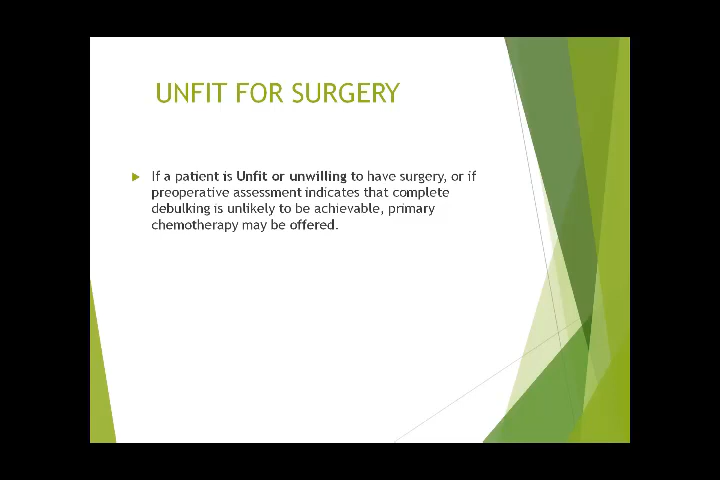 UNFIT FOR SURGERY
If a patient is Unfit or unwilling to have surgery, or if
preoperative assessment indicates that complete
debulking is unlikely to be achievable, primary
chemotherapy may be offered.